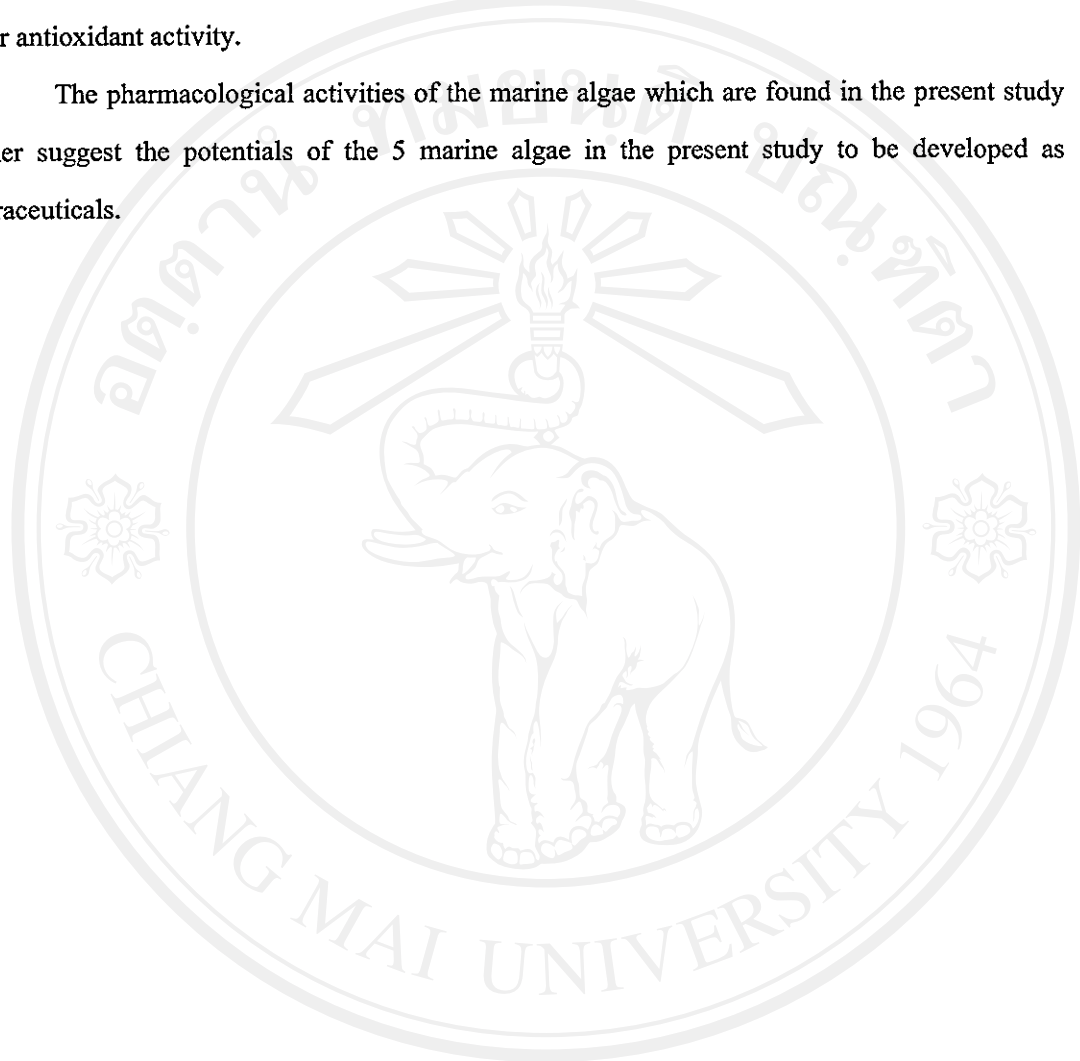 r antioxidant activity.
The pharmacological activities of the marine algae which are found in the present study
er suggest the potentials of the 5 marine algae in the present study to be developed as
raceuticals.
CHIANG MAI UNIVERSITY 1964